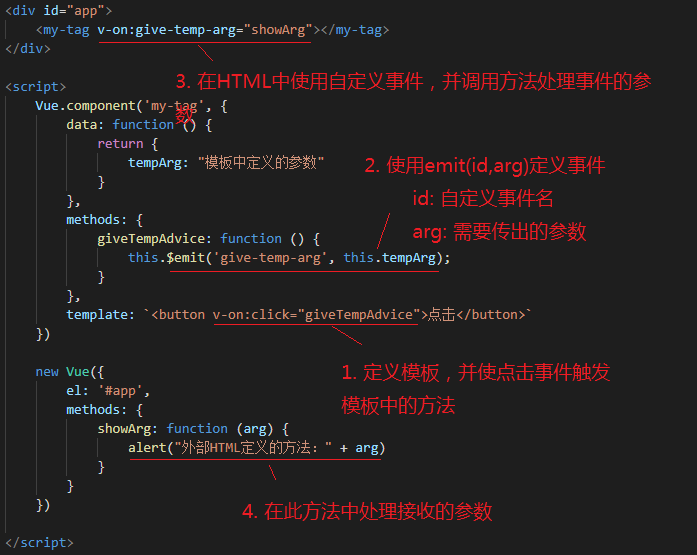 <div id="app">
<my-tag v-on:give-temp-arg="showArg"></my-tag>
</div>
3. 在HTML中使用自定义事件，并调用方法处理事件的参
数
<script>
Vue.component('my-tag', {
data: function () {
return {
tempArg: "模板中定义的参数"
}
},
2. 使用emit(id,arg)定义事件
id: 自定义事件名
arg: 需要传出的参数
methods: {
giveTempAdvice: function () {
this.$emit('give-temp-arg', this.tempArg);
}
},
template: `<button v-on:click="giveTempAdvice">点击</button>`
})
1. 定义模板，并使点击事件触发
模板中的方法
new Vue({
el: '#app',
methods: {
showArg: function (arg) {
alert("外部HTML定义的方法：" + arg)
}
}
})
4. 在此方法中处理接收的参数
</script>